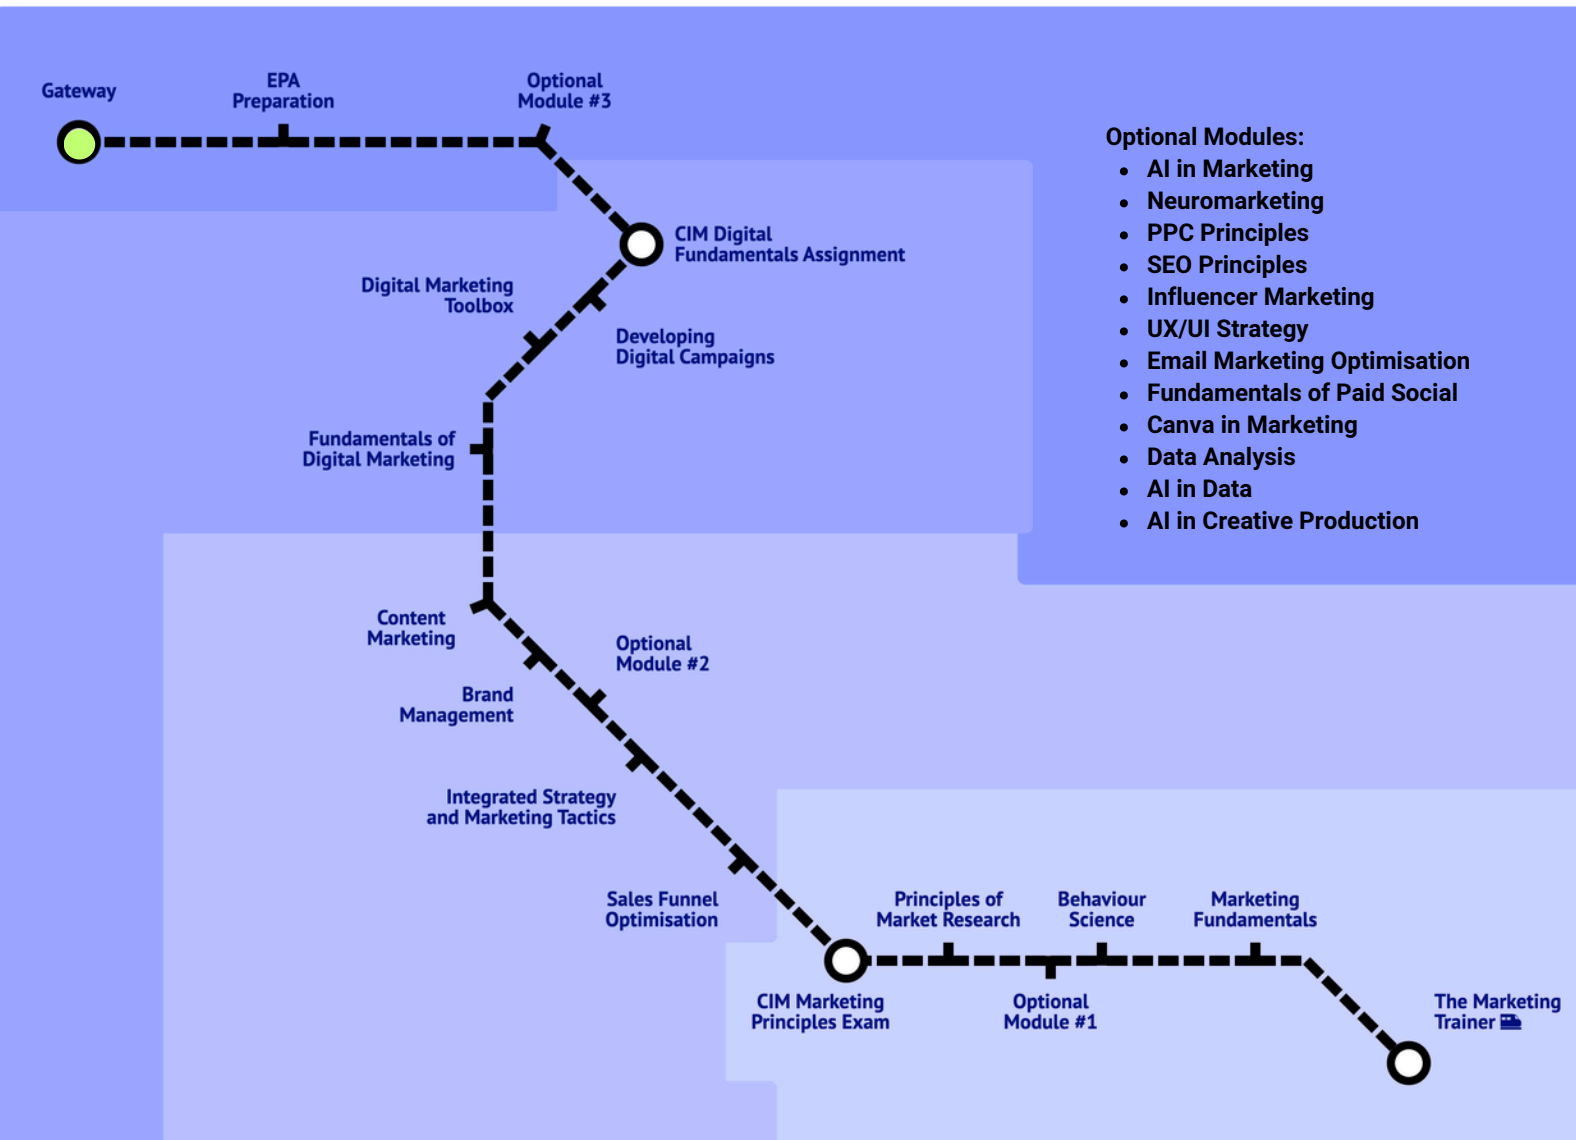 Gateway
EPA
Preparation
Optional
Module #3
CIM Digital
Fundamentals Assignment
Digital Marketing
Toolbox
Developing
Digital Campaigns
Fundamentals of
Digital Marketing
Content
Marketing
Optional
Module #2
Brand
Management
Integrated Strategy
and Marketing Tactics
Sales Funnel
Optimisation
CIM Marketing
Principles Exam
Principles of
Market Research
Optional
Module #1
Behaviour
Science
Marketing
Fundamentals
The Marketing
Trainer
Optional Modules:
• AI in Marketing
• Neuromarketing
• PPC Principles
• SEO Principles
• Influencer Marketing
• UX/UI Strategy
• Email Marketing Optimisation
• Fundamentals of Paid Social
• Canva in Marketing
• Data Analysis
• AI in Data
• AI in Creative Production